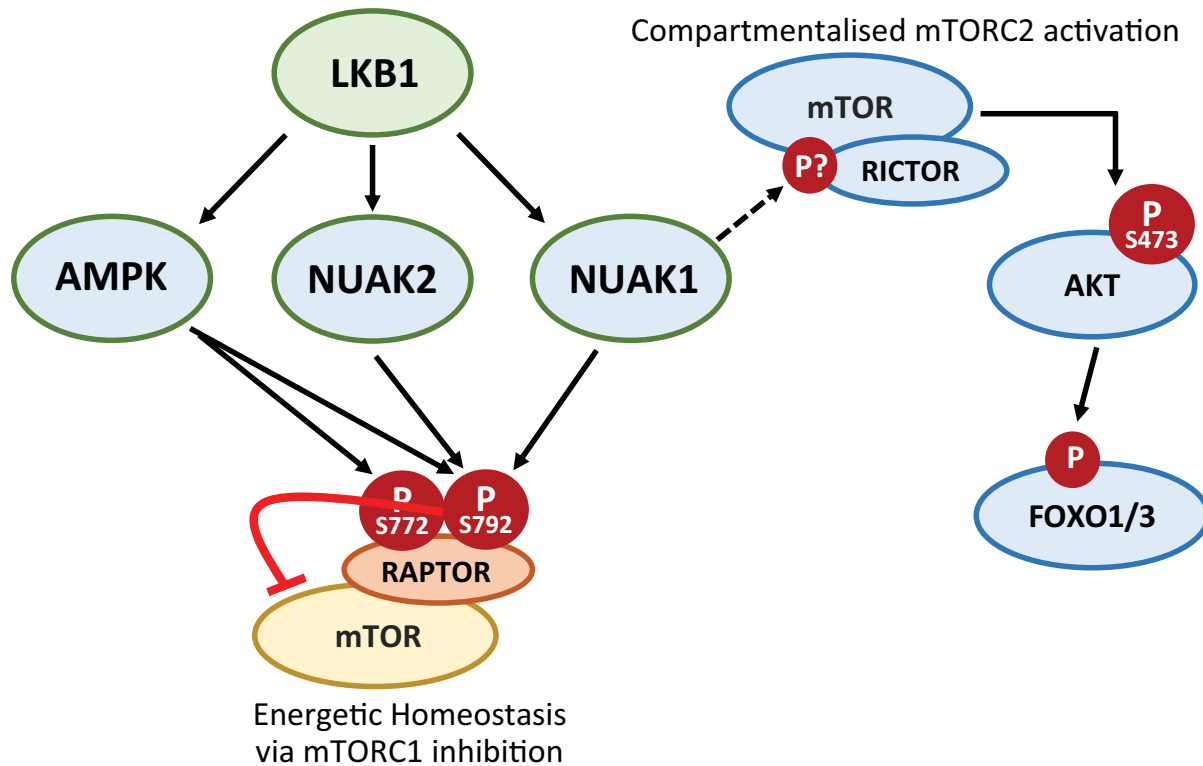 Compartmentalised mTORC2 activation
LKB1
mTOR
P?
RICTOR
AMPK
NUAK2
NUAK1
P
S473
AKT
P
FOXO1/3
P
S772
P
S792
RAPTOR
mTOR
Energetic Homeostasis
via mTORC1 inhibition